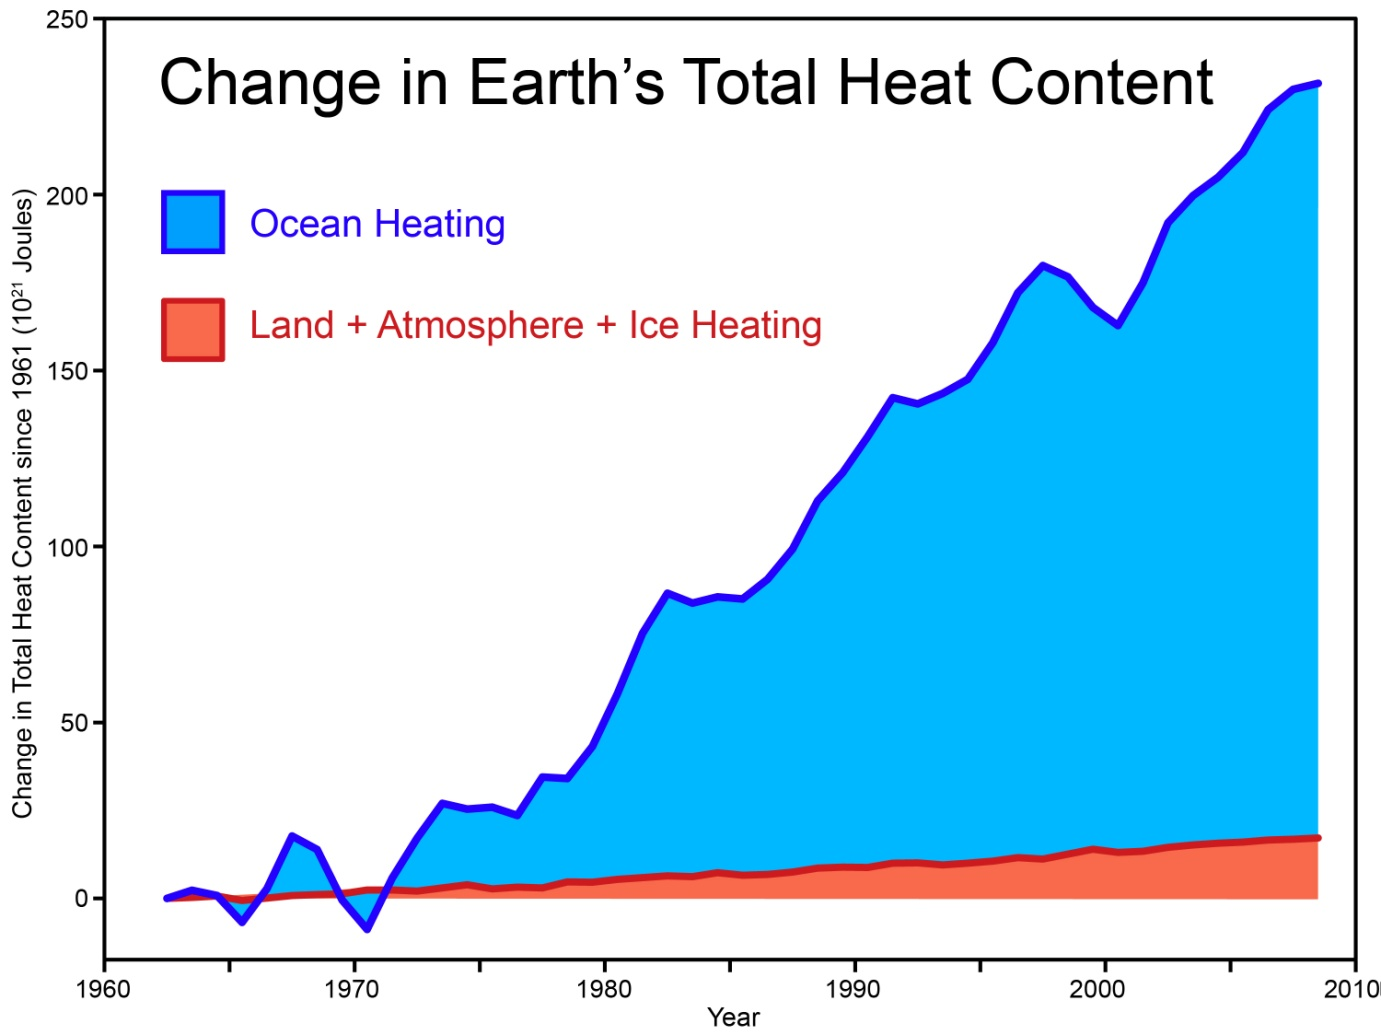 Change in Earth’s Total Heat Content
Ocean Heating
Land + Atmosphere + Ice Heating
Change in Total Heat Content since 1961 (10²¹ Joules)
250
200
150
100
50
0
1960 1970 1980 1990 2000 2010
Year